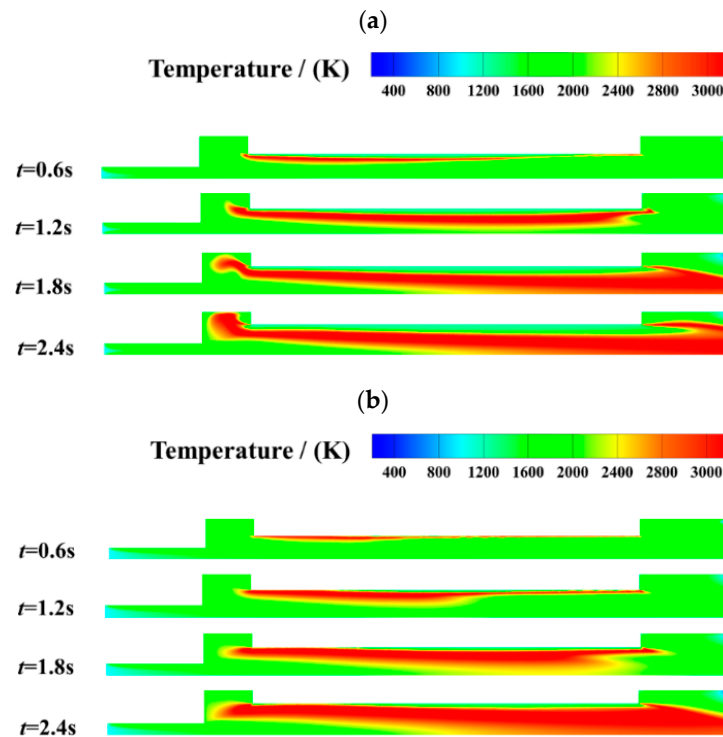 (a)
Temperature / (K)
400 800 1200 1600 2000 2400 2800 3000
t=0.6s
t=1.2s
t=1.8s
t=2.4s
(b)
Temperature / (K)
400 800 1200 1600 2000 2400 2800 3000
t=0.6s
t=1.2s
t=1.8s
t=2.4s